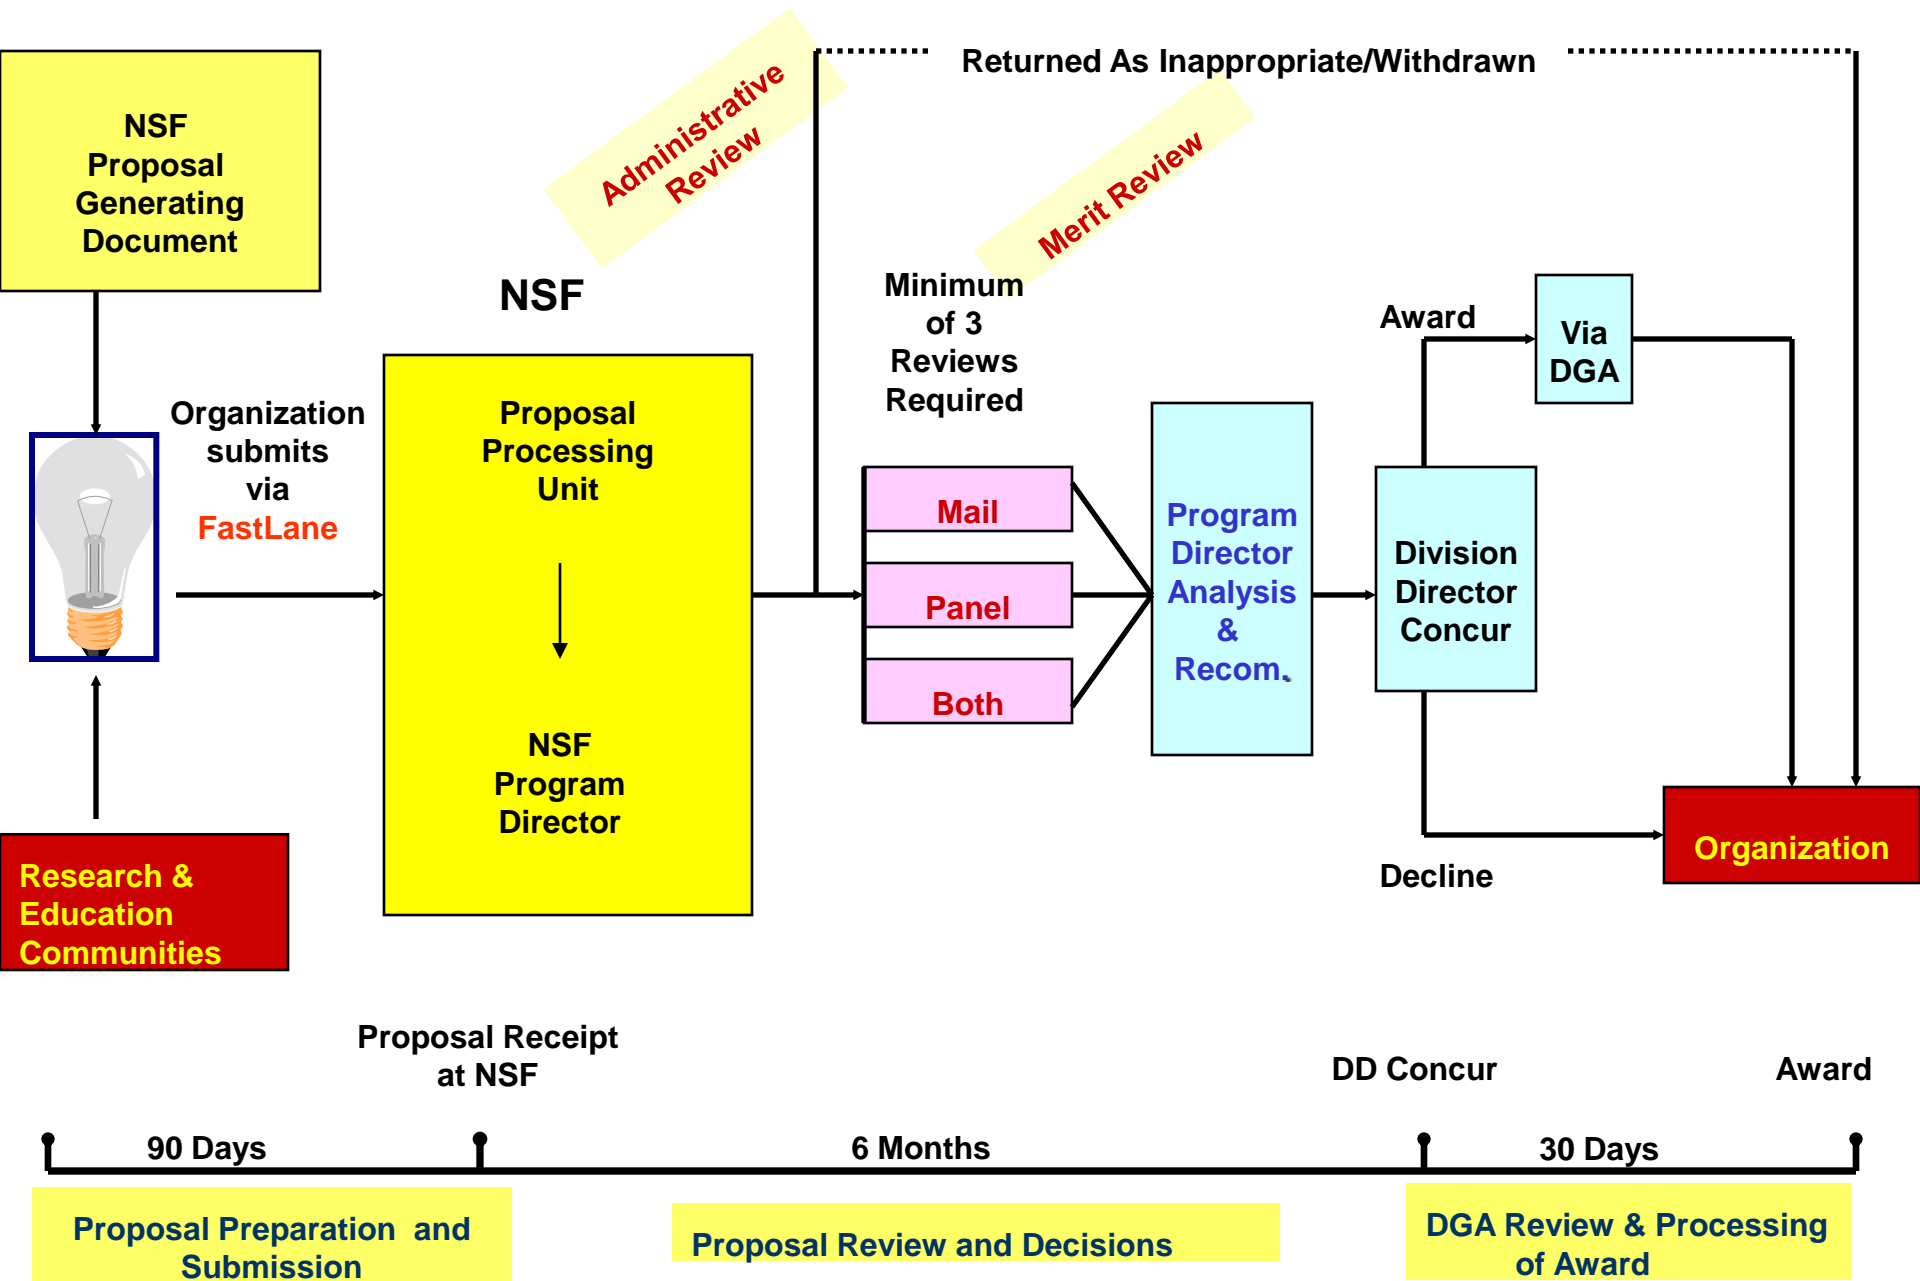 NSF
Proposal
Generating
Document
Administrative
Review
Returned As Inappropriate/Withdrawn
Merit Review
NSF
Minimum
of 3
Reviews
Required
Organization
submits
via
FastLane
Proposal
Processing
Unit
NSF
Program
Director
Mail
Panel
Both
Program
Director
Analysis
&
Recom.
Division
Director
Concur
Award
Via
DGA
Decline
Organization
Research &
Education
Communities
Proposal Receipt
at NSF
DD Concur
Award
90 Days
6 Months
30 Days
Proposal Preparation and
Submission
Proposal Review and Decisions
DGA Review & Processing
of Award